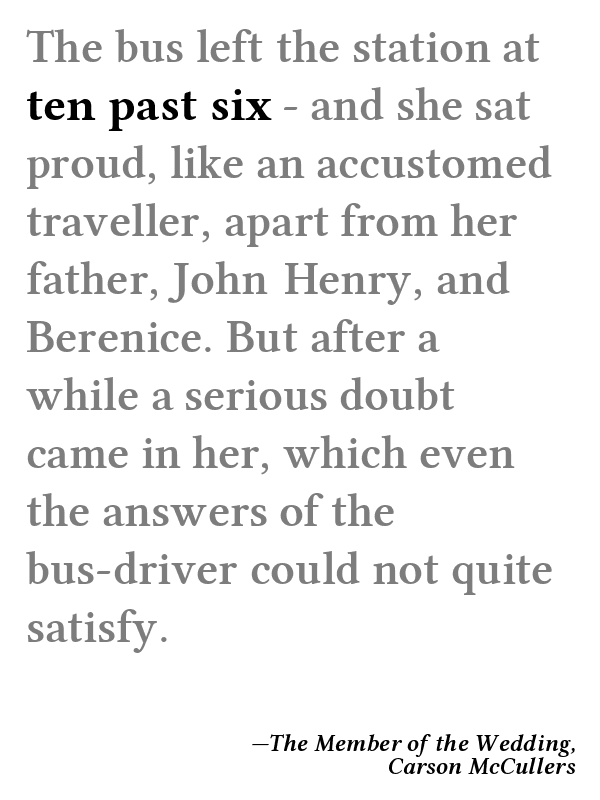 The bus left the station at
ten past six - and she sat
proud, like an accustomed
traveller, apart from her
father, John Henry, and
Berenice. But after a
while a serious doubt
came in her, which even
the answers of the
bus-driver could not quite
satisfy.
—The Member of the Wedding,
Carson McCullers